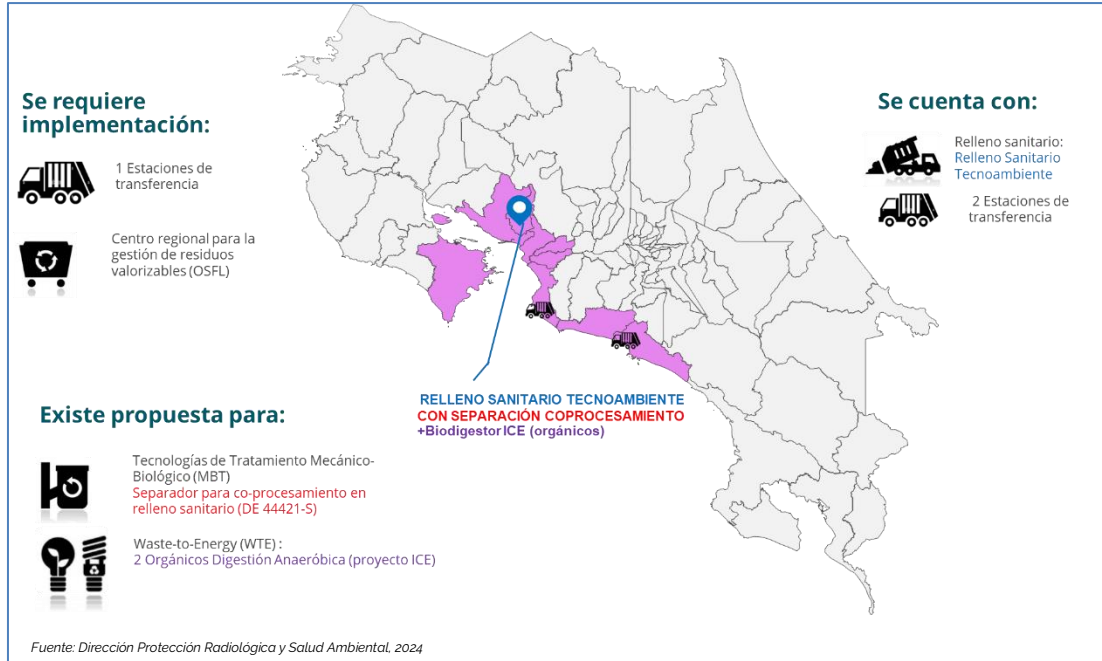 Se requiere
implementación:
1 Estaciones de
transferencia
Centro regional para la
gestión de residuos
valorizables (OSFL)
Se cuenta con:
Relleno sanitario:
Relleno Sanitario
Tecnoambiente
2 Estaciones de
transferencia
RELLENO SANITARIO TECNOAMBIENTE
CON SEPARACIÓN COPROCESAMIENTO
+Biodigestor ICE (orgánicos)
Existe propuesta para:
Tecnologías de Tratamiento Mecánico-
Biológico (MBT)
Separador para co-procesamiento en
relleno sanitario (DE 44421-S)
Waste-to-Energy (WTE) :
2 Orgánicos Digestión Anaeróbica (proyecto ICE)
Fuente: Dirección Protección Radiológica y Salud Ambiental, 2024